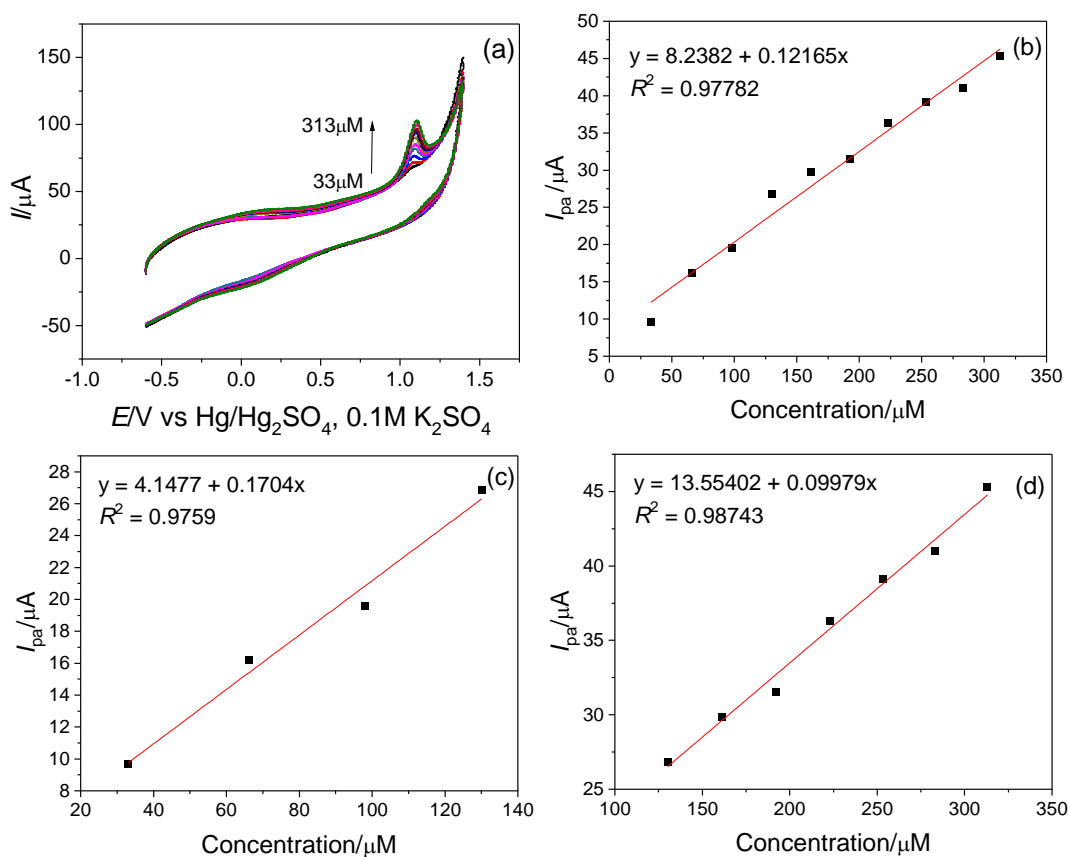 (a)
150
100
50
0
-50
I/μA
313μM
33μM
-1.0 -0.5 0.0 0.5 1.0 1.5
E/V vs Hg/Hg₂SO₄, 0.1M K₂SO₄
(b)
y = 8.2382 + 0.12165x
R² = 0.97782
50
45
40
35
30
25
20
15
10
5
Iₚₐ/μA
0 50 100 150 200 250 300 350
Concentration/μM
(c)
y = 4.1477 + 0.1704x
R² = 0.9759
28
26
24
22
20
18
16
14
12
10
8
Iₚₐ/μA
20 40 60 80 100 120 140
Concentration/μM
(d)
y = 13.55402 + 0.09979x
R² = 0.98743
45
40
35
30
25
Iₚₐ/μA
100 150 200 250 300 350
Concentration/μM